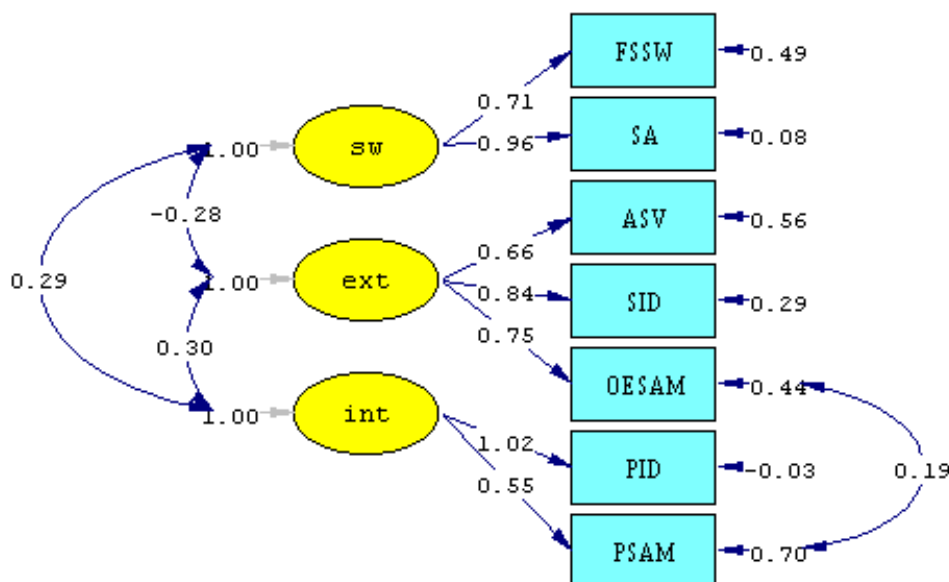 FSSW
0.49
0.71
1.00
sw
0.96
SA
0.08
-0.28
0.66
ASV
0.56
0.29
1.00
ext
0.84
SID
0.29
0.75
0.30
OESAM
0.44
1.00
int
1.02
PID
-0.03
0.19
0.55
PSAM
0.70